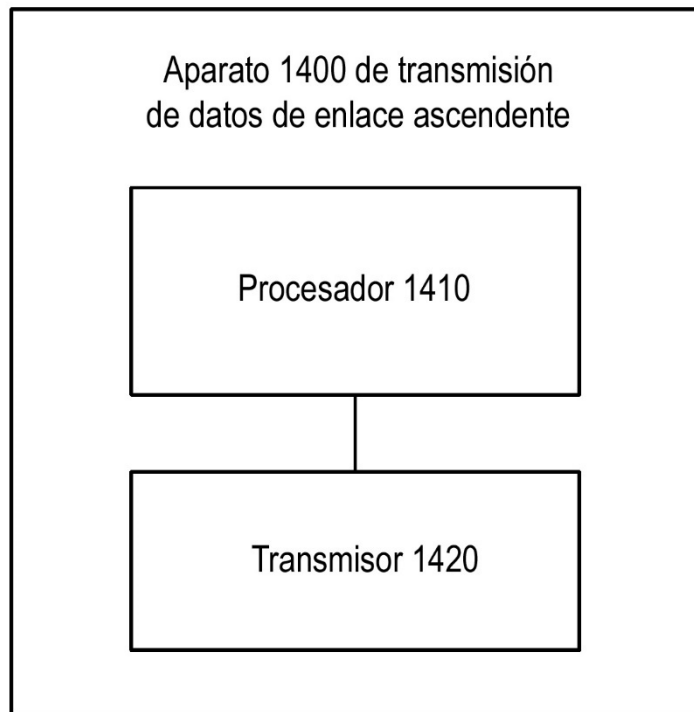 Aparato 1400 de transmisión
de datos de enlace ascendente
Procesador 1410
Transmisor 1420